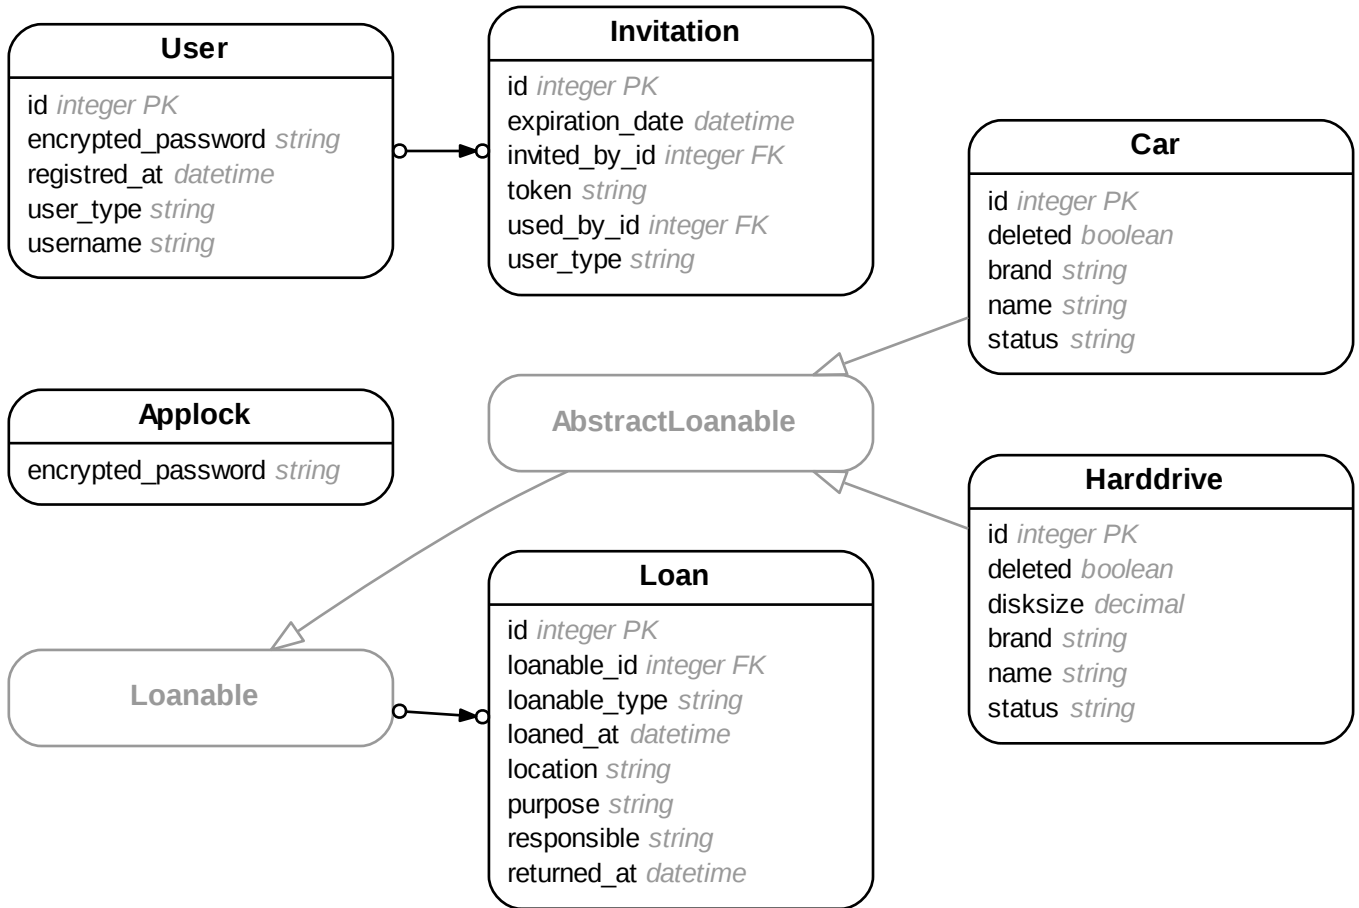 User
id integer PK
encrypted_password string
registred_at datetime
user_type string
username string
Invitation
id integer PK
expiration_date datetime
invited_by_id integer FK
token string
used_by_id integer FK
user_type string
Car
id integer PK
deleted boolean
brand string
name string
status string
Applock
encrypted_password string
AbstractLoanable
Harddrive
id integer PK
deleted boolean
disksize decimal
brand string
name string
status string
Loanable
Loan
id integer PK
loanable_id integer FK
loanable_type string
loaned_at datetime
location string
purpose string
responsible string
returned_at datetime